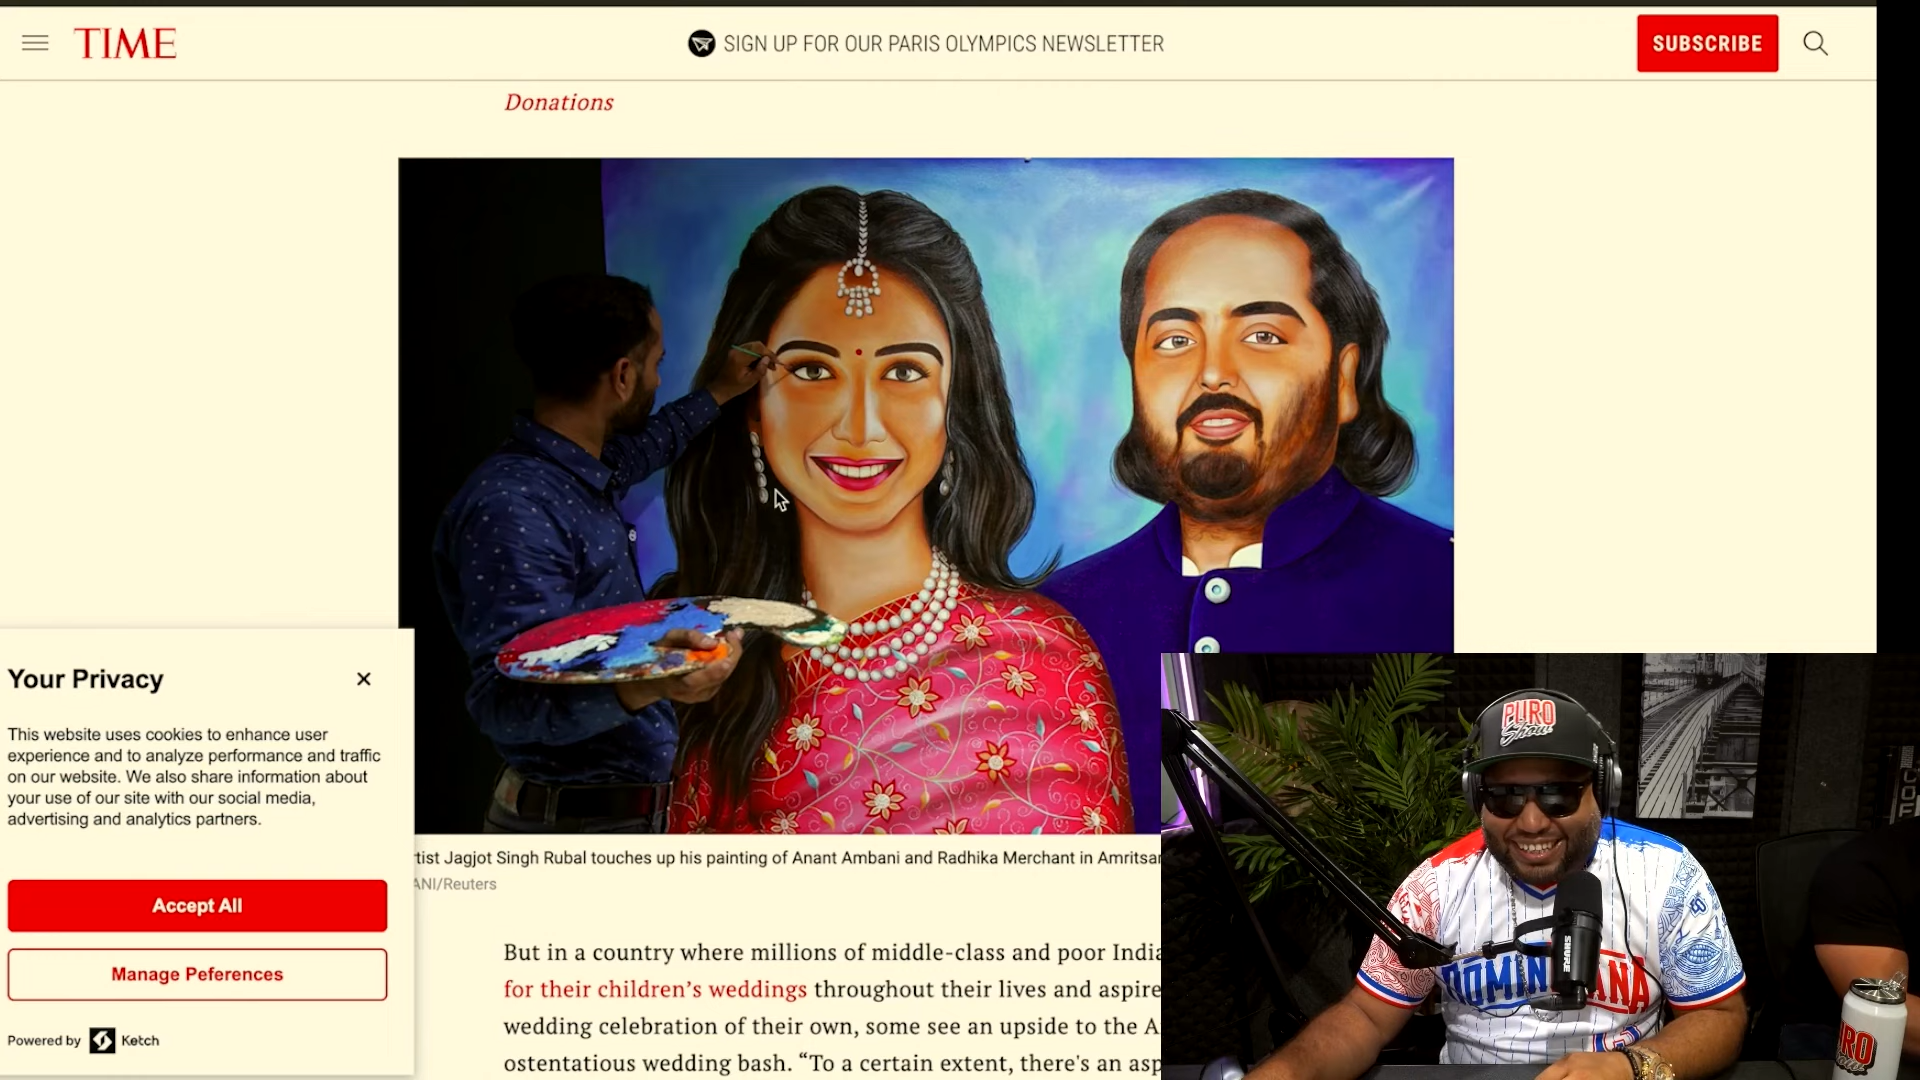 TIME
SIGN UP FOR OUR PARIS OLYMPICS NEWSLETTER
SUBSCRIBE
Donations
Your Privacy
This website uses cookies to enhance user
experience and to analyze performance and traffic
on our website. We also share information about
your use of our site with our social media,
advertising and analytics partners.
Accept All
Manage Peferences
Powered by Ketch
tist Jagjot Singh Rubal touches up his painting of Anant Ambani and Radhika Merchant in Amritsar
ANI/Reuters
But in a country where millions of middle-class and poor India
for their children's weddings throughout their lives and aspire
wedding celebration of their own, some see an upside to the A
ostentatious wedding bash. “To a certain extent, there's an asp
PURO
Show
SHURE
DOMIN ANA